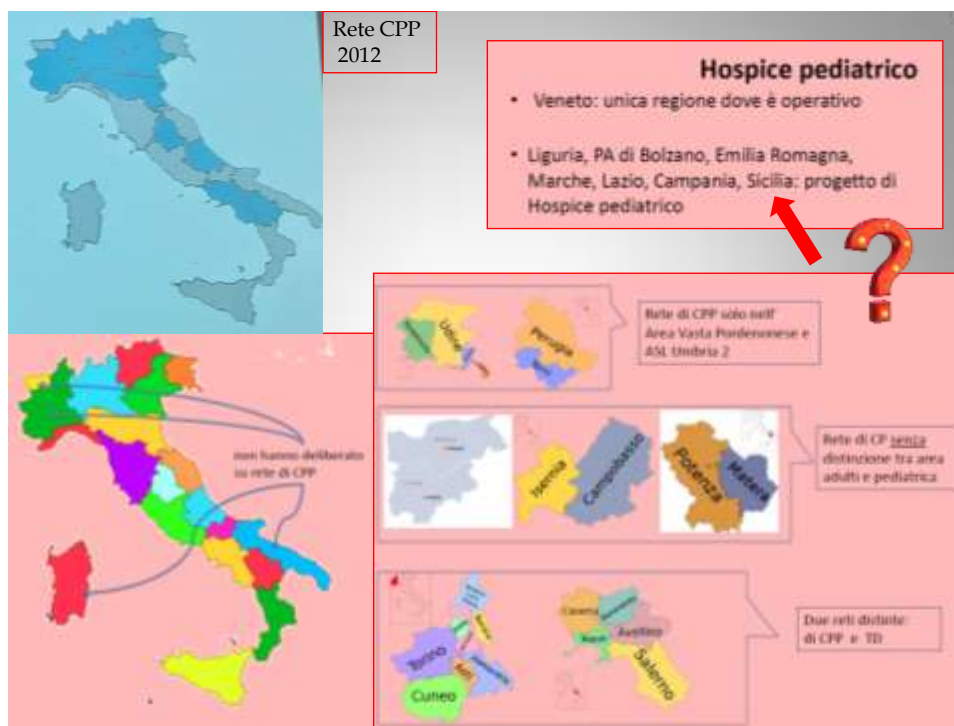 Rete CPP
2012
Hospice pediatrico
• Veneto: unica regione dove è operativo
• Liguria, PA di Bolzano, Emilia Romagna,
Marche, Lazio, Campania, Sicilia: progetto di
Hospice pediatrico
?
Udine
Perugia
Rete di CPP solo nell'
Area Vasta Pordenonese e
ASL Umbria 2
non hanno deliberato
su rete di CPP
Isernia
Campobasso
Potenza
Matera
Rete di CP senza
distinzione tra area
adulti e pediatrica
Torino
Asti
Cuneo
Caserta
Napoli
Avellino
Salerno
Due reti distinte:
di CPP e TD